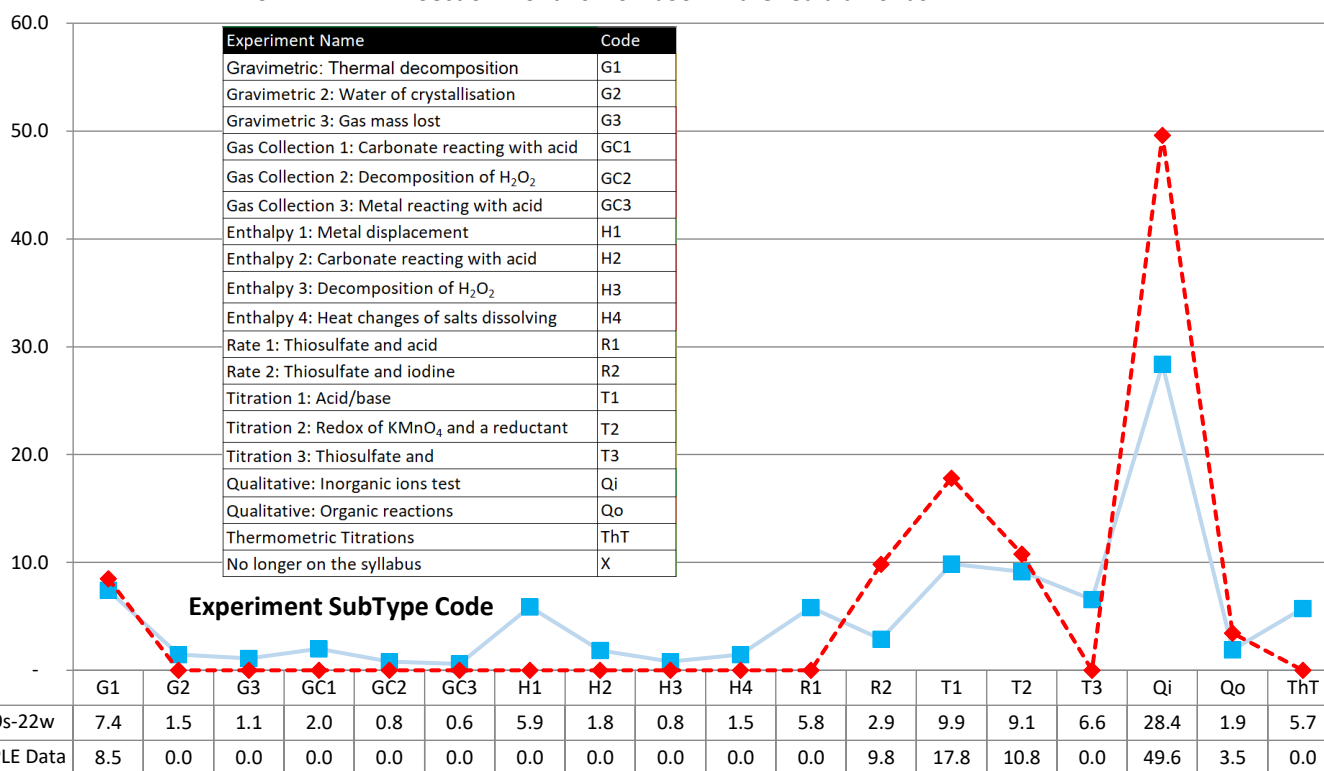 60.0
50.0
40.0
30.0
20.0
10.0
-
Experiment Name Code
Gravimetric: Thermal decomposition G1
Gravimetric 2: Water of crystallisation G2
Gravimetric 3: Gas mass lost G3
Gas Collection 1: Carbonate reacting with acid GC1
Gas Collection 2: Decomposition of H₂O₂ GC2
Gas Collection 3: Metal reacting with acid GC3
Enthalpy 1: Metal displacement H1
Enthalpy 2: Carbonate reacting with acid H2
Enthalpy 3: Decomposition of H₂O₂ H3
Enthalpy 4: Heat changes of salts dissolving H4
Rate 1: Thiosulfate and acid R1
Rate 2: Thiosulfate and iodine R2
Titration 1: Acid/base T1
Titration 2: Redox of KMnO₄ and a reductant T2
Titration 3: Thiosulfate and T3
Qualitative: Inorganic ions test Qi
Qualitative: Organic reactions Qo
Thermometric Titrations ThT
No longer on the syllabus X
Experiment SubType Code
G1 G2 G3 GC1 GC2 GC3 H1 H2 H3 H4 R1 R2 T1 T2 T3 Qi Qo ThT
s-22w 7.4 1.5 1.1 2.0 0.8 0.6 5.9 1.8 0.8 1.5 5.8 2.9 9.9 9.1 6.6 28.4 1.9 5.7
PLE Data 8.5 0.0 0.0 0.0 0.0 0.0 0.0 0.0 0.0 0.0 0.0 9.8 17.8 10.8 0.0 49.6 3.5 0.0